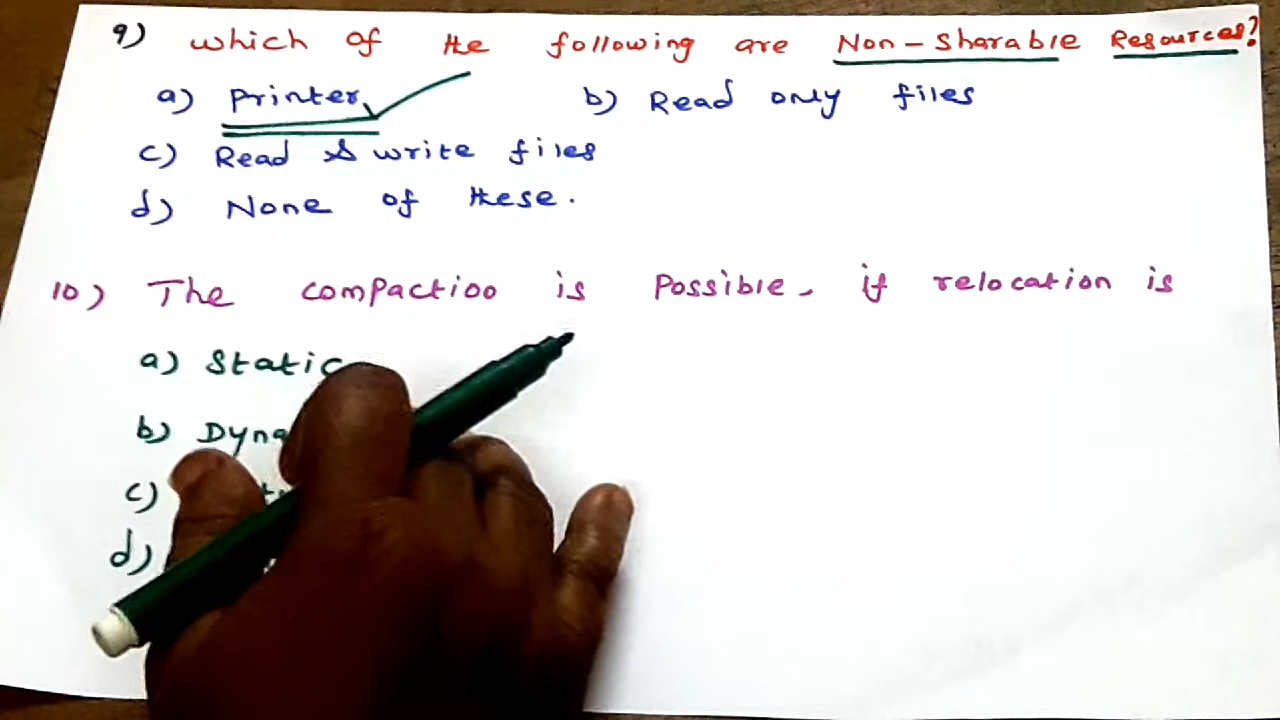 9) which of the following are Non-Sharable Resources?
a) Printer b) Read only files
c) Read & write files
d) None of these.
10) The compaction is Possible, if relocation is
a) Static
b)
c)
d)